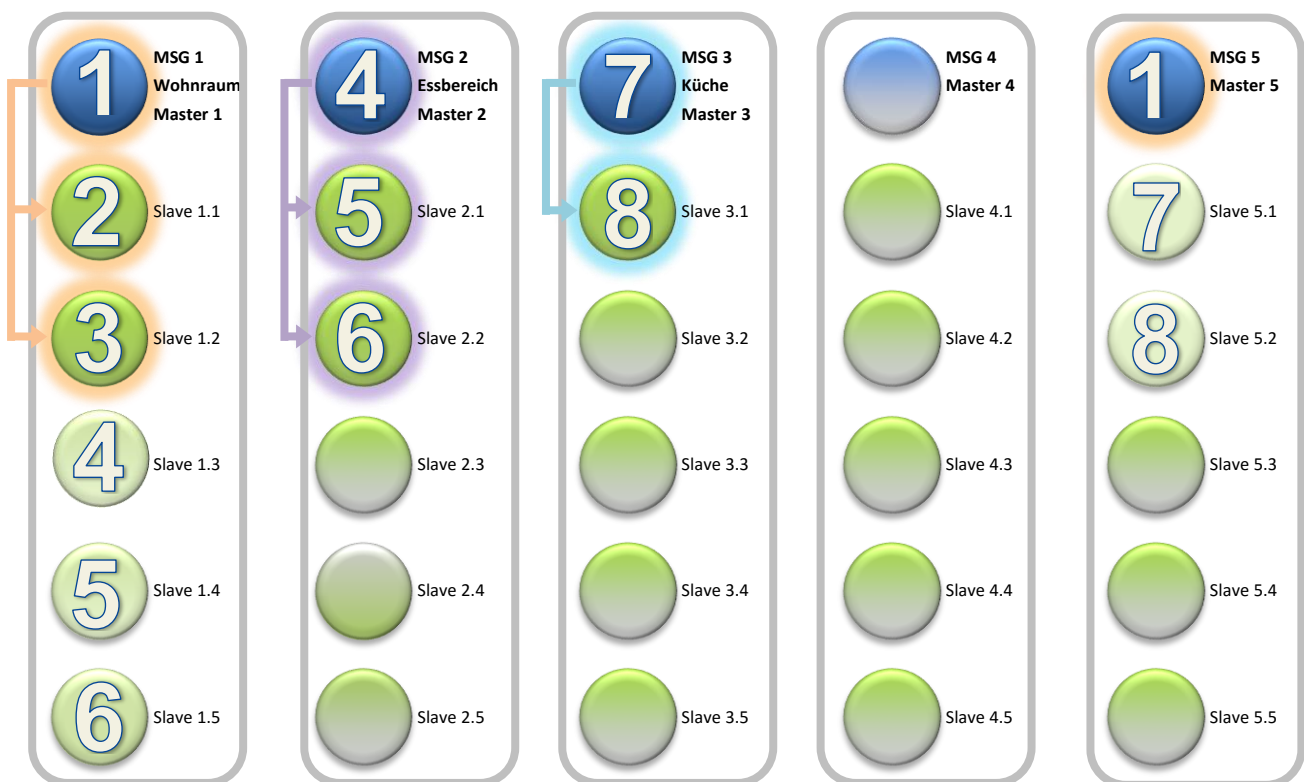 1
MSG 1
Wohnraum
Master 1
2
Slave 1.1
3
Slave 1.2
4
Slave 1.3
5
Slave 1.4
6
Slave 1.5
4
MSG 2
Essbereich
Master 2
5
Slave 2.1
6
Slave 2.2
Slave 2.3
Slave 2.4
Slave 2.5
7
MSG 3
Küche
Master 3
8
Slave 3.1
Slave 3.2
Slave 3.3
Slave 3.4
Slave 3.5
MSG 4
Master 4
Slave 4.1
Slave 4.2
Slave 4.3
Slave 4.4
Slave 4.5
1
MSG 5
Master 5
7
Slave 5.1
8
Slave 5.2
Slave 5.3
Slave 5.4
Slave 5.5